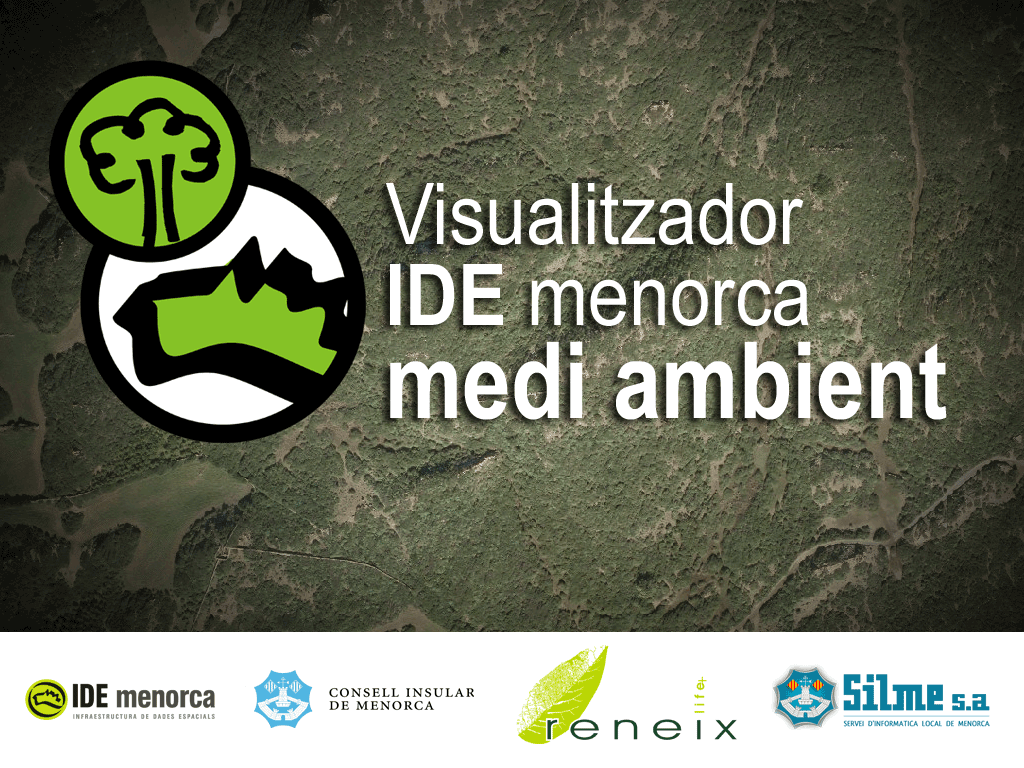 Visualitzador
IDE menorca
medi ambient
IDE menorca
INFRAESTRUCTURA DE DADES ESPACIALS
CONSELL INSULAR
DE MENORCA
life+
reneix
Silme s.a
SERVEI D'INFORMATICA LOCAL DE MENORCA